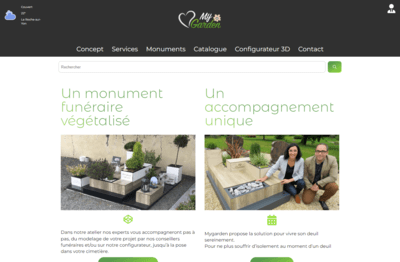 Couvert
La Roche-sur-
Yon
My
Garden
Concept Services Monuments Catalogue Configurateur 3D Contact
Rechercher
Un monument
funéraire
végétalisé
Un
accompagnement
unique
Dans notre atelier nos experts vous accompagneront pas à
pas, du modelage de votre projet par nos conseillers
funéraires et/ou sur notre configurateur, jusqu'à la pose
dans votre cimetière.
Mygarden propose la solution pour vivre son deuil
sereinement.
Pour ne plus souffrir d'isolement au moment d'un deuil